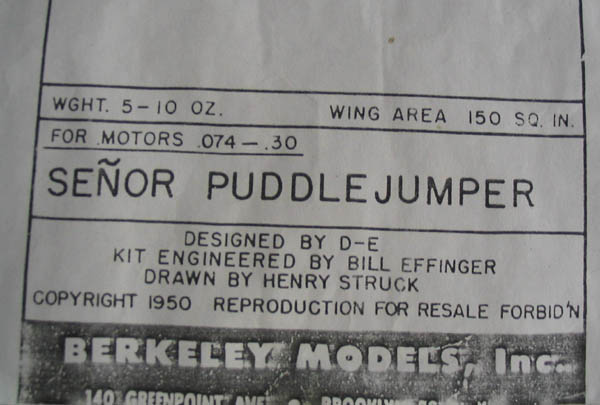 WGHT. 5-10 OZ. WING AREA 150 SQ. IN.
FOR MOTORS .074-.30
SEÑOR PUDDLEJUMPER
DESIGNED BY D-E
KIT ENGINEERED BY BILL EFFINGER
DRAWN BY HENRY STRUCK
COPYRIGHT 1950 REPRODUCTION FOR RESALE FORBID'N
BERKELEY MODELS, Inc.
140 GREENPOINT AVE